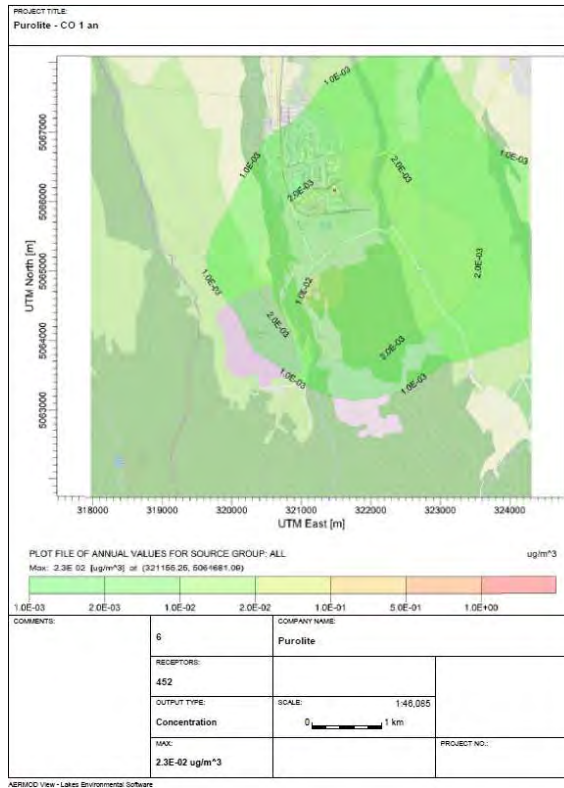 PROJECT TITLE:
Purolite - CO 1 an
1.0E-03
1.0E-03
1.0E-03
2.0E-03
2.0E-03
2.0E-03
1.0E-03
1.0E-02
2.0E-03
2.0E-03
1.0E-03
1.0E-03
UTM North [m]
5067000
5066000
5065000
5064000
5063000
318000 319000 320000 321000 322000 323000 324000
UTM East [m]
PLOT FILE OF ANNUAL VALUES FOR SOURCE GROUP: ALL ug/m^3
Max: 2.3E-02 [ug/m^3] at (321156.26, 5064681.09)
1.0E-03 2.0E-03 1.0E-02 2.0E-02 1.0E-01 5.0E-01 1.0E+00
COMMENTS:
6
COMPANY NAME:
Purolite
RECEPTORS:
452
OUTPUT TYPE:
Concentration
SCALE: 1:46,085
0 1 km
MAX:
2.3E-02 ug/m^3
PROJECT NO.:
AERMOD View - Lakes Environmental Software